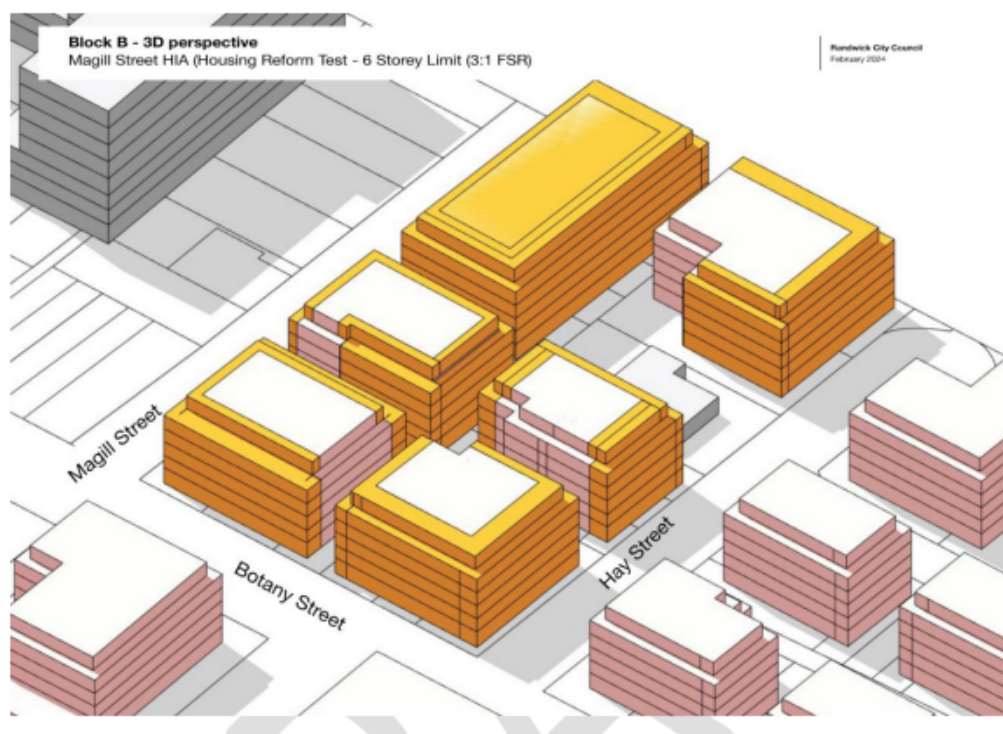 Block B - 3D perspective
Magill Street HIA (Housing Reform Test - 6 Storey Limit (3:1 FSR)
Randwick City Council
February 2024
Magill Street
Botany Street
Hay Street